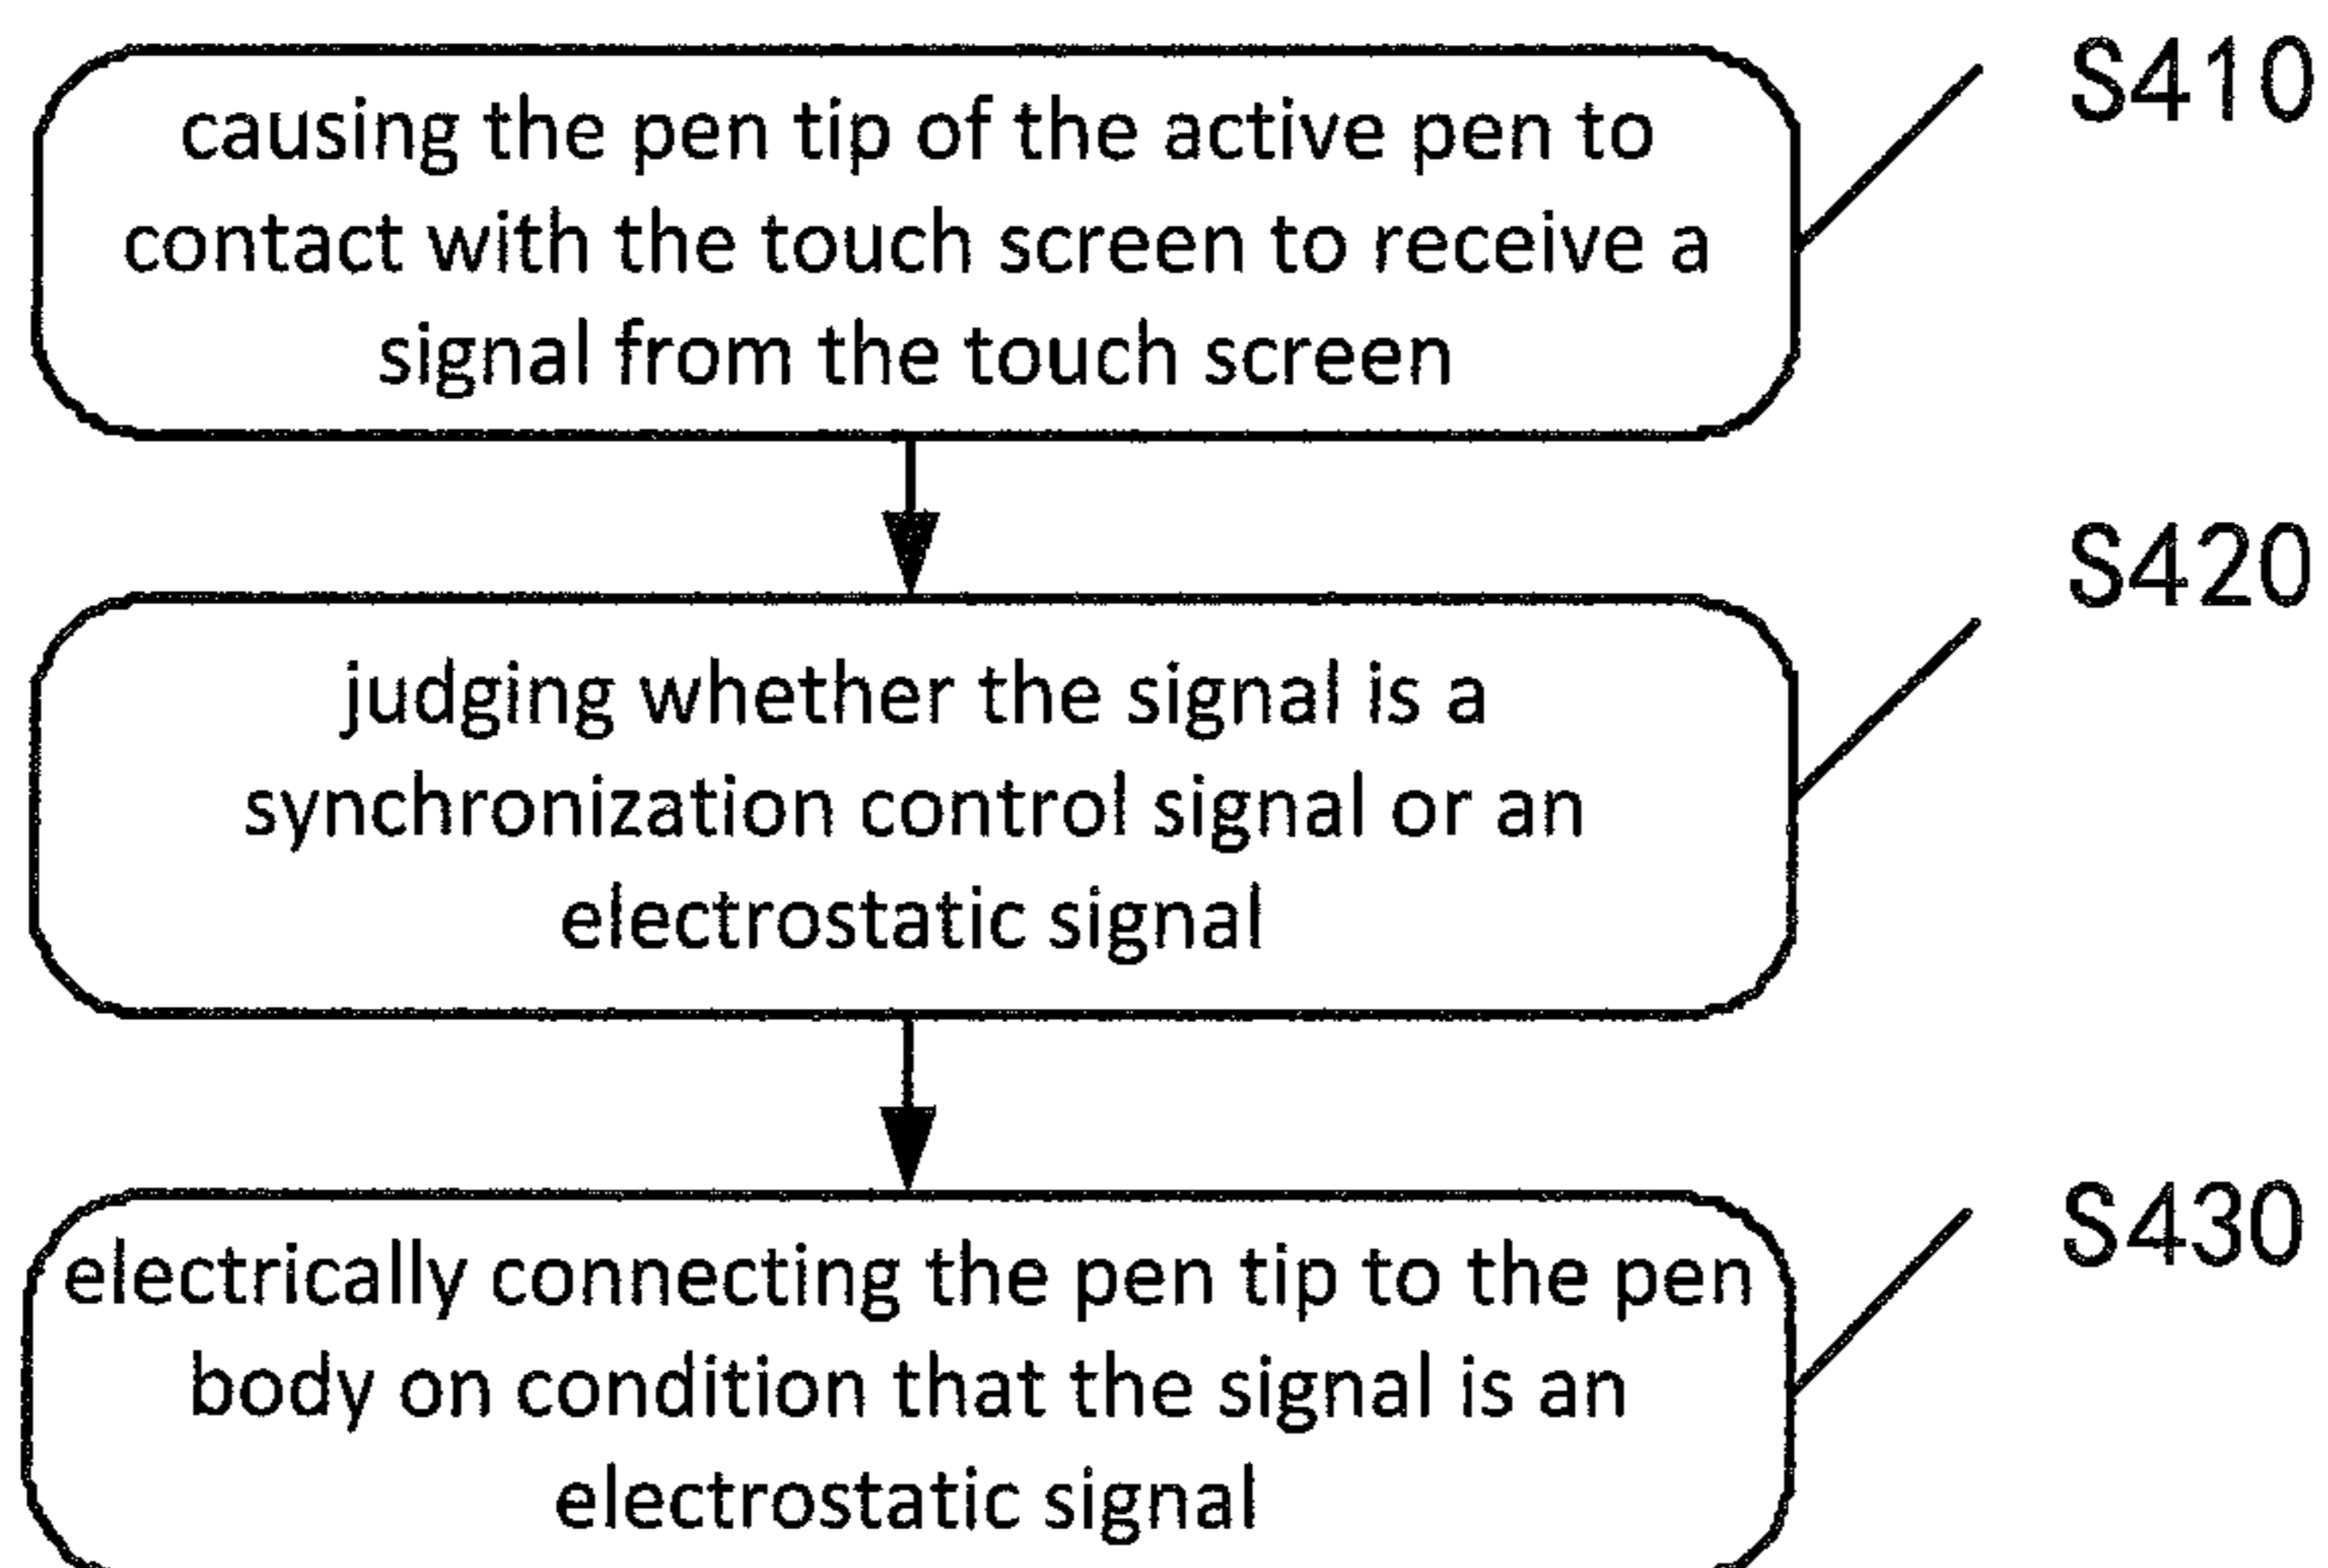 S410
causing the pen tip of the active pen to
contact with the touch screen to receive a
signal from the touch screen
S420
judging whether the signal is a
synchronization control signal or an
electrostatic signal
S430
electrically connecting the pen tip to the pen
body on condition that the signal is an
electrostatic signal